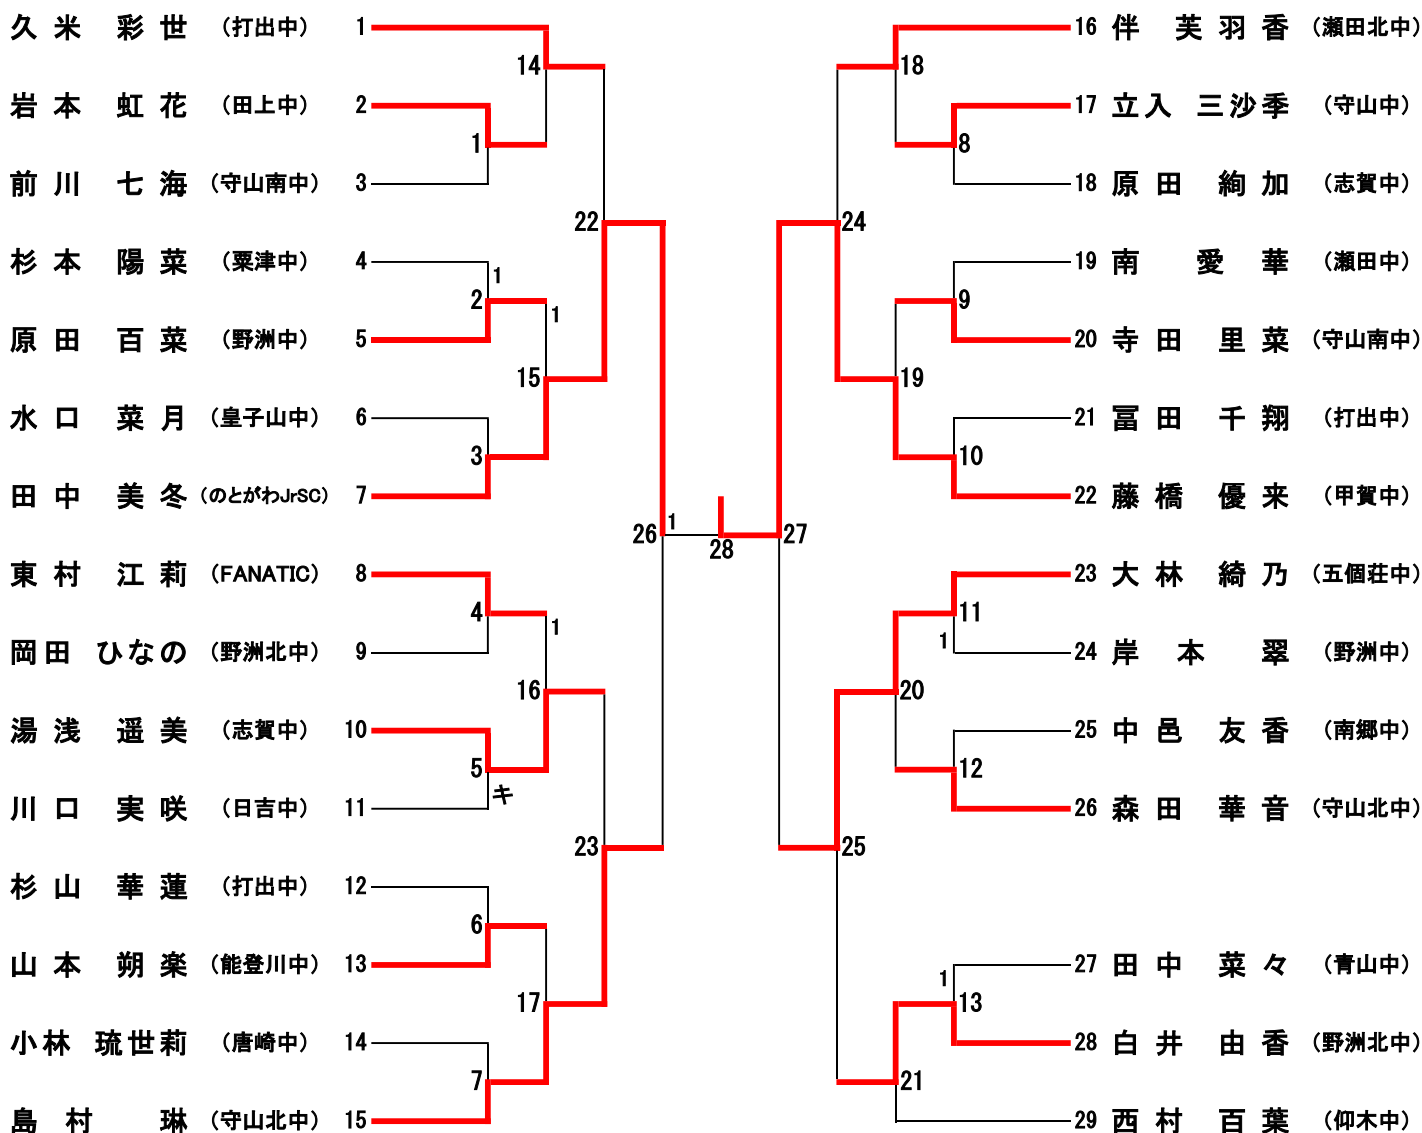 久米 彩世 (打出中) 1
14
岩本 虹花 (田上中) 2
1
前川 七海 (守山南中) 3
22
杉本 陽菜 (粟津中) 4
1
2
1
原田 百菜 (野洲中) 5
15
水口 菜月 (皇子山中) 6
3
田中 美冬 (のとがわJrSC) 7
26
1
28
東村 江莉 (FANATIC) 8
4
1
岡田 ひなの (野洲北中) 9
16
湯浅 遥美 (志賀中) 10
5
キ
川口 実咲 (日吉中) 11
23
杉山 華蓮 (打出中) 12
6
山本 朔楽 (能登川中) 13
17
小林 琉世莉 (唐崎中) 14
7
島村 琳 (守山北中) 15
16 伴 芙羽香 (瀬田北中)
18
17 立入 三沙季 (守山中)
8
18 原田 絢加 (志賀中)
24
19 南 愛華 (瀬田中)
9
20 寺田 里菜 (守山南中)
19
21 冨田 千翔 (打出中)
10
22 藤橋 優来 (甲賀中)
27
23 大林 綺乃 (五個荘中)
11
1
24 岸本 翠 (野洲中)
20
25 中邑 友香 (南郷中)
12
26 森田 華音 (守山北中)
25
27 田中 菜々 (青山中)
1
13
28 白井 由香 (野洲北中)
21
29 西村 百葉 (仰木中)